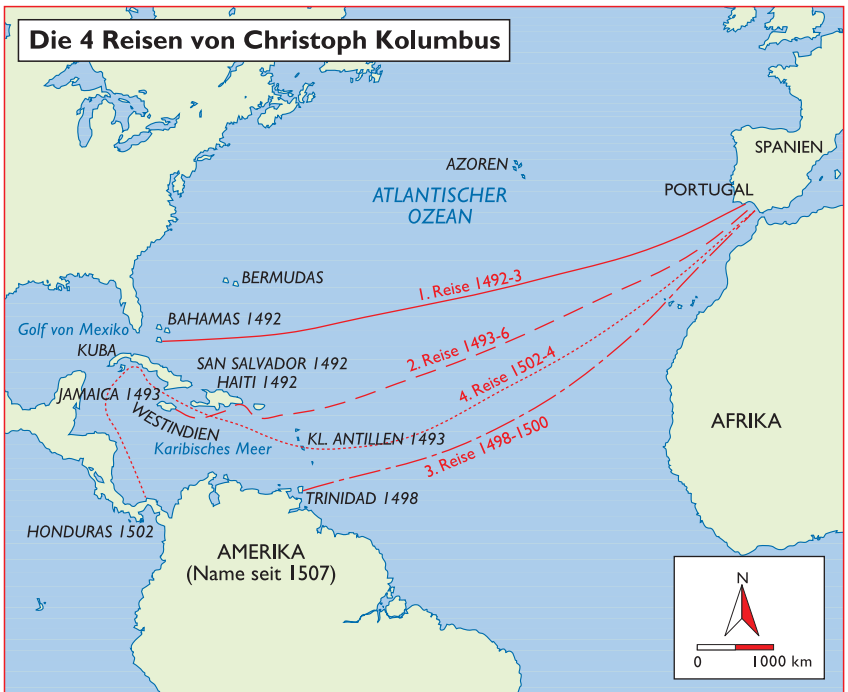 Die 4 Reisen von Christoph Kolumbus
SPANIEN
AZOREN
PORTUGAL
ATLANTISCHER
OZEAN
BERMUDAS
1. Reise 1492-3
BAHAMAS 1492
Golf von Mexiko
KUBA
2. Reise 1493-6
SAN SALVADOR 1492
HAITI 1492
4. Reise 1502-4
JAMAICA 1493
WESTINDIEN
AFRIKA
KL. ANTILLEN 1493
Karibisches Meer
3. Reise 1498-1500
TRINIDAD 1498
HONDURAS 1502
AMERIKA
(Name seit 1507)
N
0 1000 km